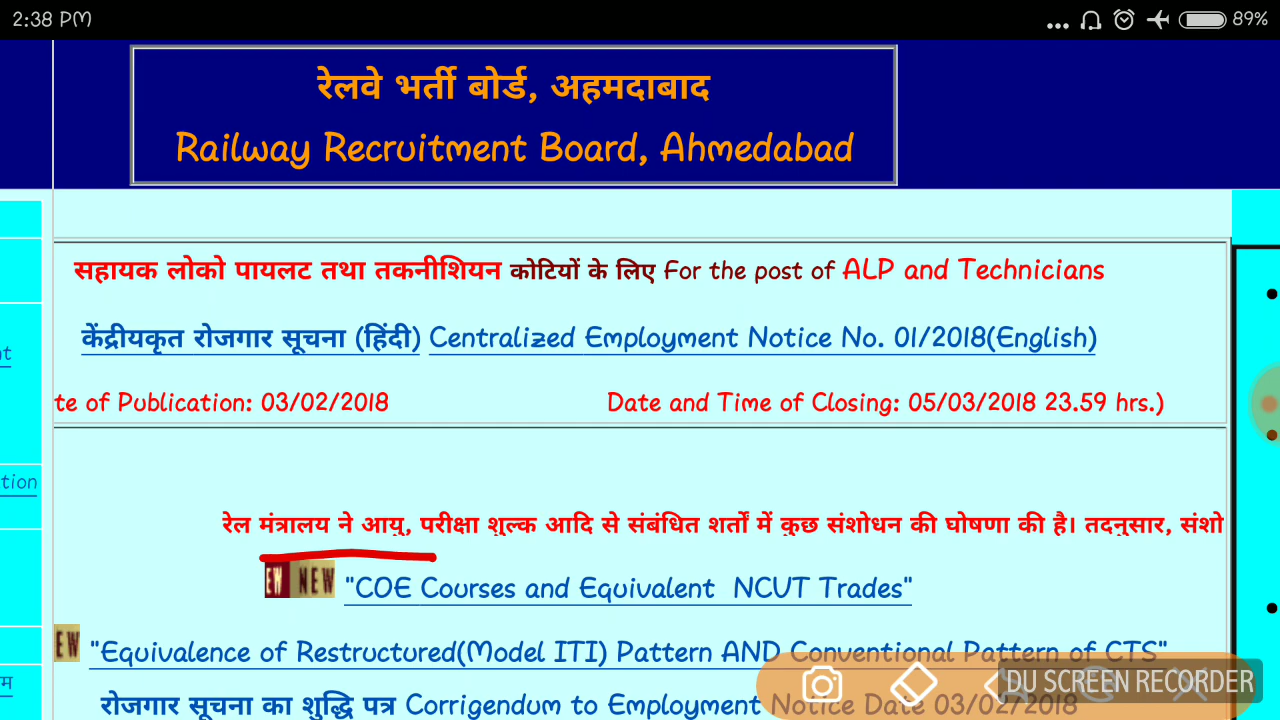 2:38 PM
89%
रेलवे भर्ती बोर्ड, अहमदाबाद
Railway Recruitment Board, Ahmedabad
सहायक लोको पायलट तथा तकनीशियन कोटियों के लिए For the post of ALP and Technicians
केंद्रीयकृत रोजगार सूचना (हिंदी) Centralized Employment Notice No. 01/2018(English)
te of Publication: 03/02/2018 Date and Time of Closing: 05/03/2018 23.59 hrs.)
tion
रेल मंत्रालय ने आयु, परीक्षा शुल्क आदि से संबंधित शर्तों में कुछ संशोधन की घोषणा की है। तदनुसार, संशो
EW NEW "COE Courses and Equivalent NCUT Trades"
EW "Equivalence of Restructured(Model ITI) Pattern AND Conventional Pattern of CTS"
रोजगार सूचना का शुद्धि पत्र Corrigendum to Employment Notice Date 03/02/2018
DU SCREEN RECORDER